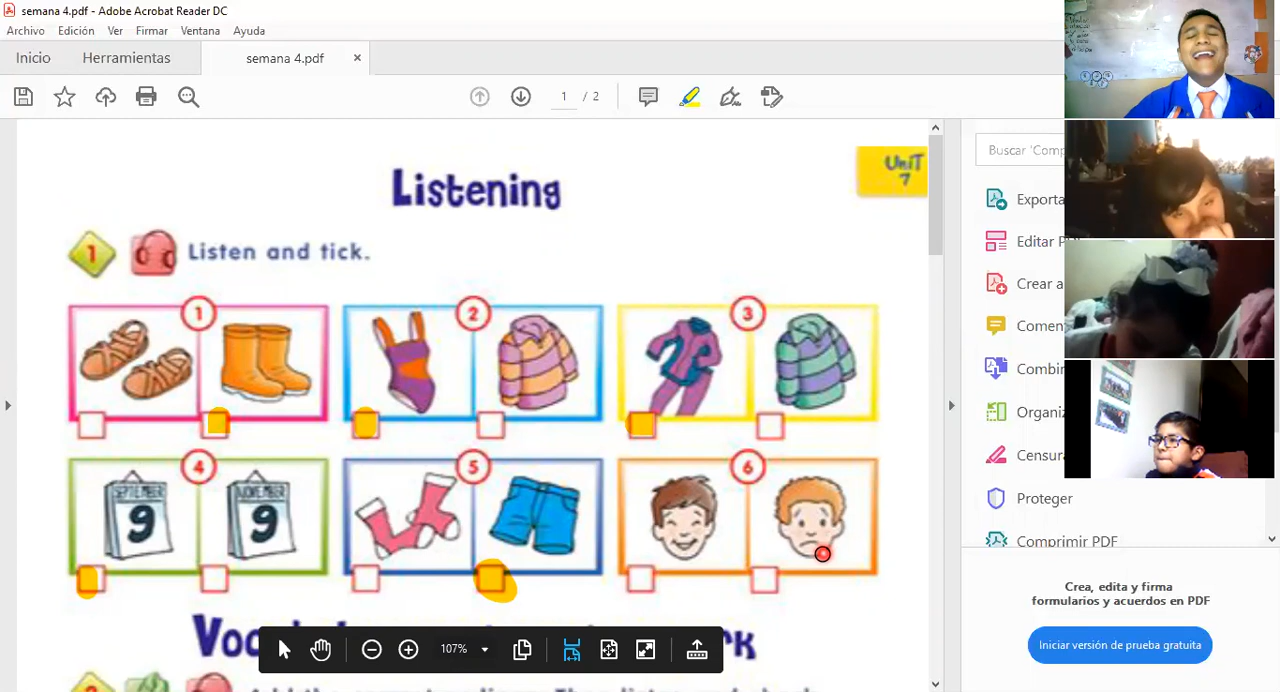 semana 4.pdf - Adobe Acrobat Reader DC
Archivo Edición Ver Firmar Ventana Ayuda
Inicio Herramientas semana 4.pdf ×
1 / 2
Listening
UniT
7
1 Listen and tick.
1 2 3
4 5 6
SEPTEMBER
9
NOVEMBER
9
107%
Buscar 'Comp
Exporta
Editar PD
Crear a
Comen
Combin
Organiz
Censura
Proteger
Comprimir PDF
Crea, edita y firma
formularios y acuerdos en PDF
Iniciar versión de prueba gratuita